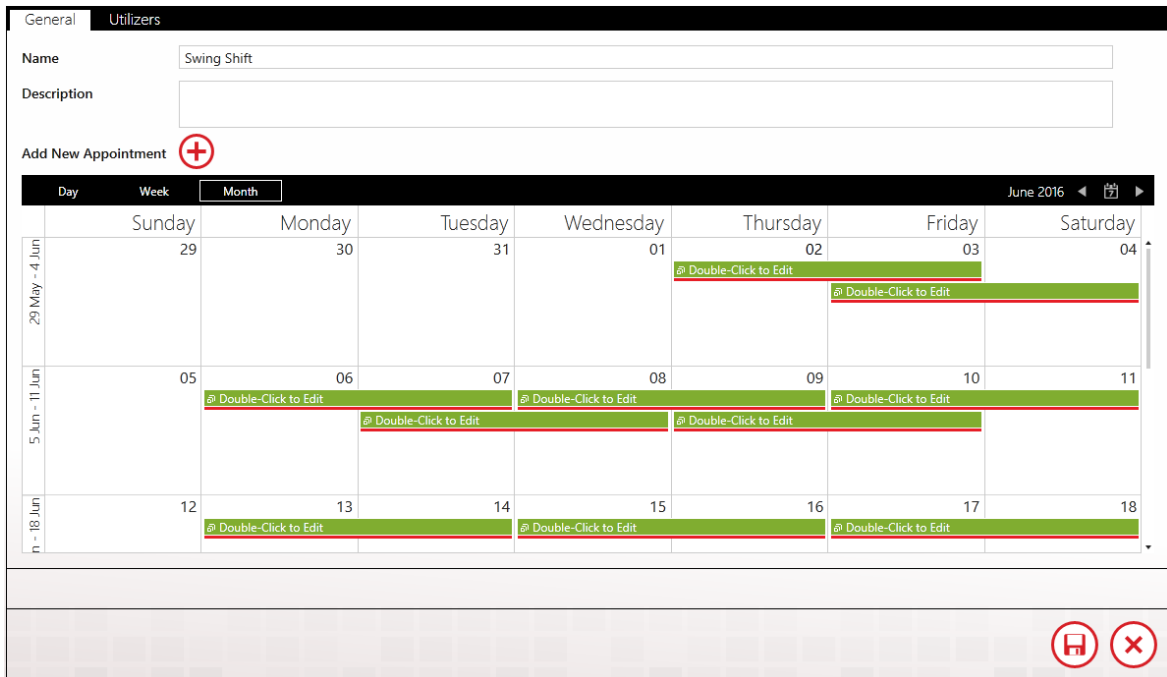 General Utilizers
Name Swing Shift
Description
Add New Appointment
Day Week Month June 2016 7
Sunday Monday Tuesday Wednesday Thursday Friday Saturday
29 May - 4 Jun
29 30 31 01 02 03 04
Double-Click to Edit
Double-Click to Edit
5 Jun - 11 Jun
05 06 07 08 09 10 11
Double-Click to Edit Double-Click to Edit Double-Click to Edit
Double-Click to Edit Double-Click to Edit
- 18 Jun
12 13 14 15 16 17 18
Double-Click to Edit Double-Click to Edit Double-Click to Edit